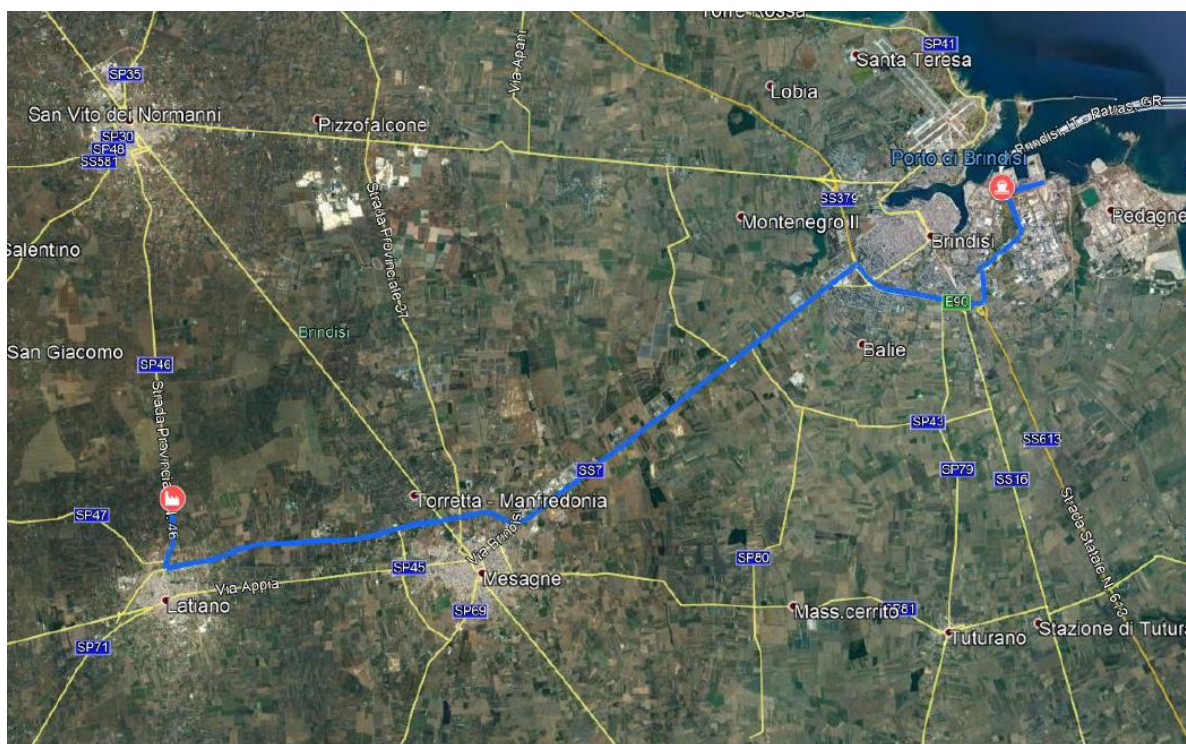 Torre Rossa
SP41
Santa Teresa
SP35
Lobia
Via Apani
San Vito dei Normanni
Pizzofalcone
SP30
SP48
SS581
Brindisi, IT - Patras, GR
Porto di Brindisi
Strada Provinciale 37
SS379
Montenegro II
Pedagne
Brindisi
Salentino
E90
Brindisi
San Giacomo
SP46
Balie
Strada Provincia
N. 46
SP43
SS613
SS7
SP79
SS16
Torretta - Manfredonia
SP47
Via Brindisi
Strada Statale N. 613
SP80
SP45
Via Appia
Mesagne
Latiano
SP69
Mass.cerrito
SP81
Stazione di Tutura
Tuturano
SP71